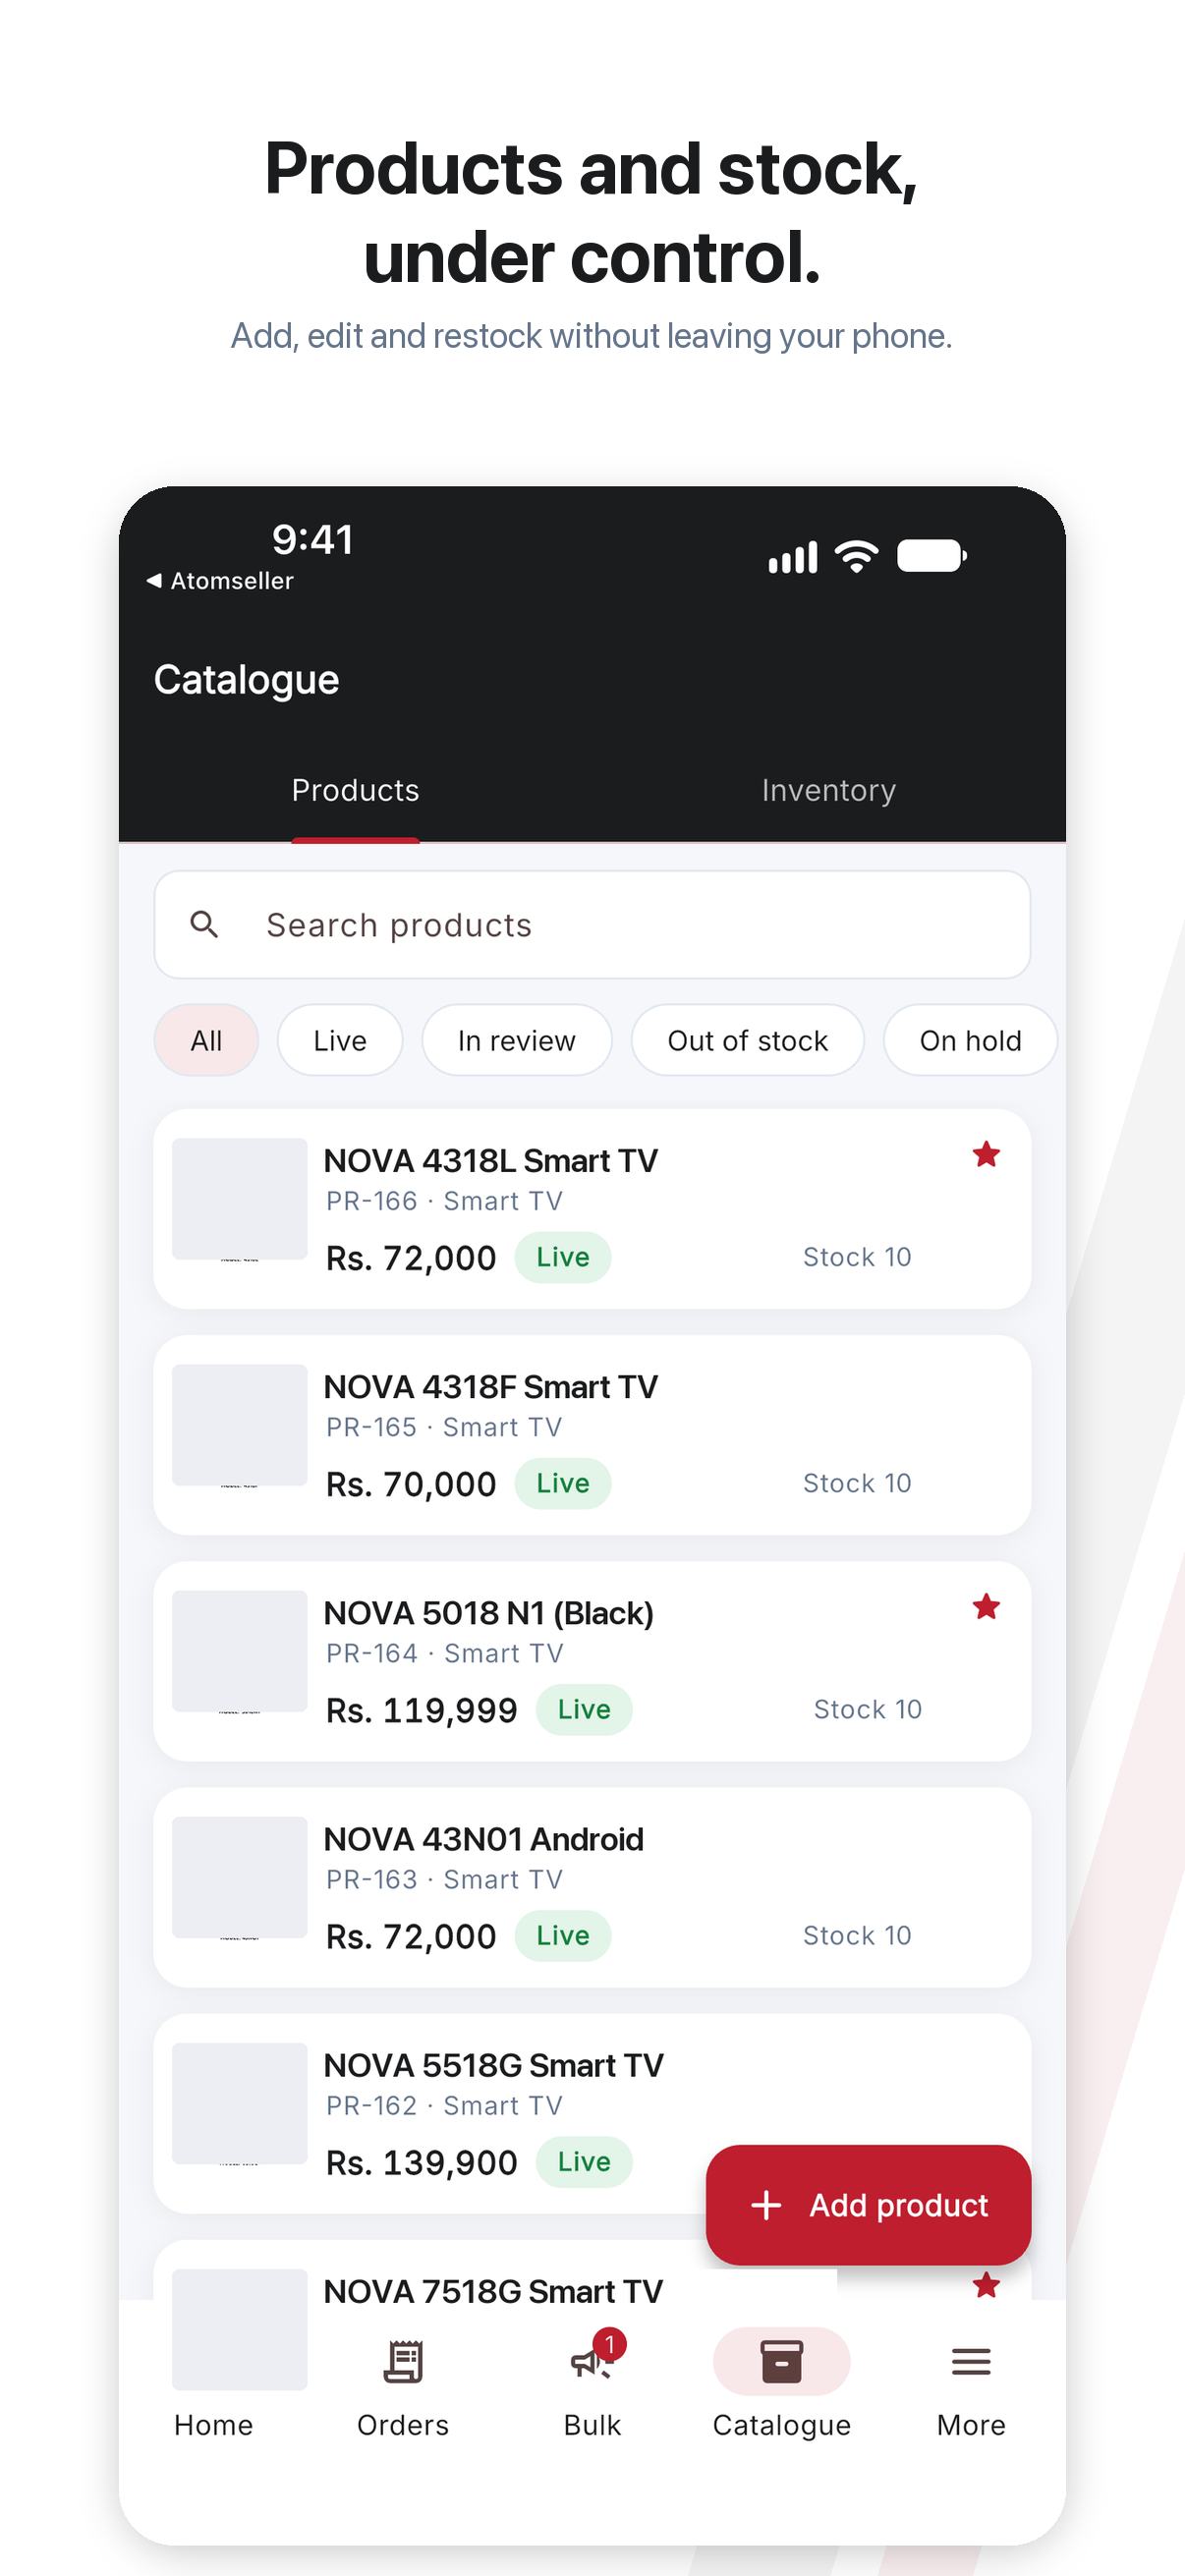 Products and stock,
under control.
Add, edit and restock without leaving your phone.
9:41
Atomseller
Catalogue
Products
Inventory
Search products
All
Live
In review
Out of stock
On hold
NOVA 4318L Smart TV
PR-166 · Smart TV
Rs. 72,000
Live
Stock 10
NOVA 4318F Smart TV
PR-165 · Smart TV
Rs. 70,000
Live
Stock 10
NOVA 5018 N1 (Black)
PR-164 · Smart TV
Rs. 119,999
Live
Stock 10
NOVA 43N01 Android
PR-163 · Smart TV
Rs. 72,000
Live
Stock 10
NOVA 5518G Smart TV
PR-162 · Smart TV
Rs. 139,900
Live
Add product
NOVA 7518G Smart TV
1
Home
Orders
Bulk
Catalogue
More